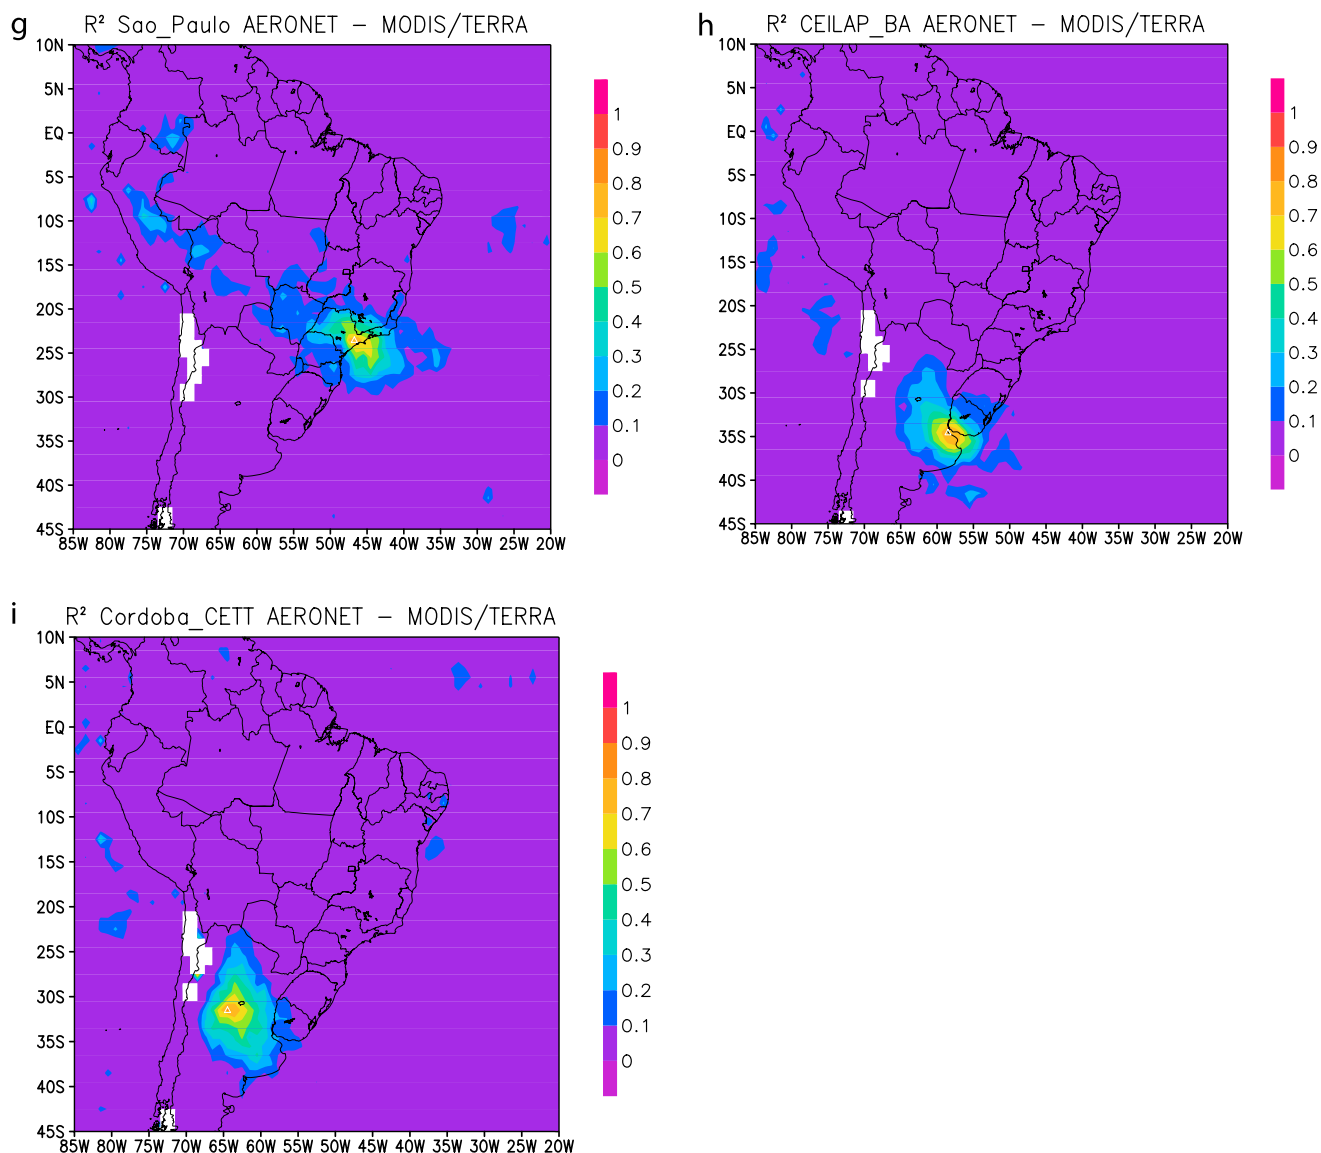 g
R² Sao_Paulo AERONET – MODIS/TERRA
10N
5N
EQ
5S
10S
15S
20S
25S
30S
35S
40S
45S
85W 80W 75W 70W 65W 60W 55W 50W 45W 40W 35W 30W 25W 20W
1
0.9
0.8
0.7
0.6
0.5
0.4
0.3
0.2
0.1
0
h
R² CEILAP_BA AERONET – MODIS/TERRA
10N
5N
EQ
5S
10S
15S
20S
25S
30S
35S
40S
45S
85W 80W 75W 70W 65W 60W 55W 50W 45W 40W 35W 30W 25W 20W
1
0.9
0.8
0.7
0.6
0.5
0.4
0.3
0.2
0.1
0
i
R² Cordoba_CETT AERONET – MODIS/TERRA
10N
5N
EQ
5S
10S
15S
20S
25S
30S
35S
40S
45S
85W 80W 75W 70W 65W 60W 55W 50W 45W 40W 35W 30W 25W 20W
1
0.9
0.8
0.7
0.6
0.5
0.4
0.3
0.2
0.1
0